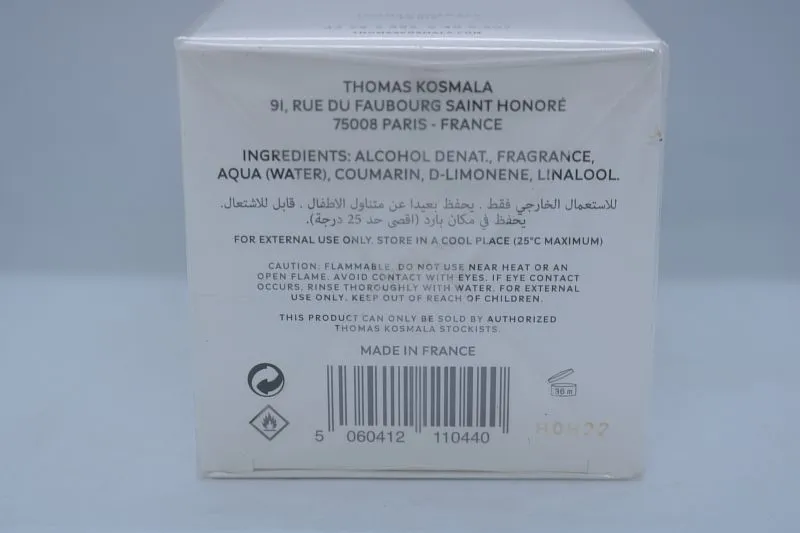 THOMASKOSMALA.COM
THOMAS KOSMALA
91, RUE DU FAUBOURG SAINT HONORÉ
75008 PARIS - FRANCE
INGREDIENTS: ALCOHOL DENAT., FRAGRANCE,
AQUA (WATER), COUMARIN, D-LIMONENE, LINALOOL.
للاستعمال الخارجي فقط . يحفظ بعيدا عن متناول الاطفال . قابل للاشتعال.
يحفظ في مكان بارد (اقصى حد 25 درجة).
FOR EXTERNAL USE ONLY. STORE IN A COOL PLACE (25°C MAXIMUM)
CAUTION: FLAMMABLE. DO NOT USE NEAR HEAT OR AN
OPEN FLAME. AVOID CONTACT WITH EYES. IF EYE CONTACT
OCCURS, RINSE THOROUGHLY WITH WATER. FOR EXTERNAL
USE ONLY. KEEP OUT OF REACH OF CHILDREN.
THIS PRODUCT CAN ONLY BE SOLD BY AUTHORIZED
THOMAS KOSMALA STOCKISTS.
MADE IN FRANCE
36 m
5 060412 110440